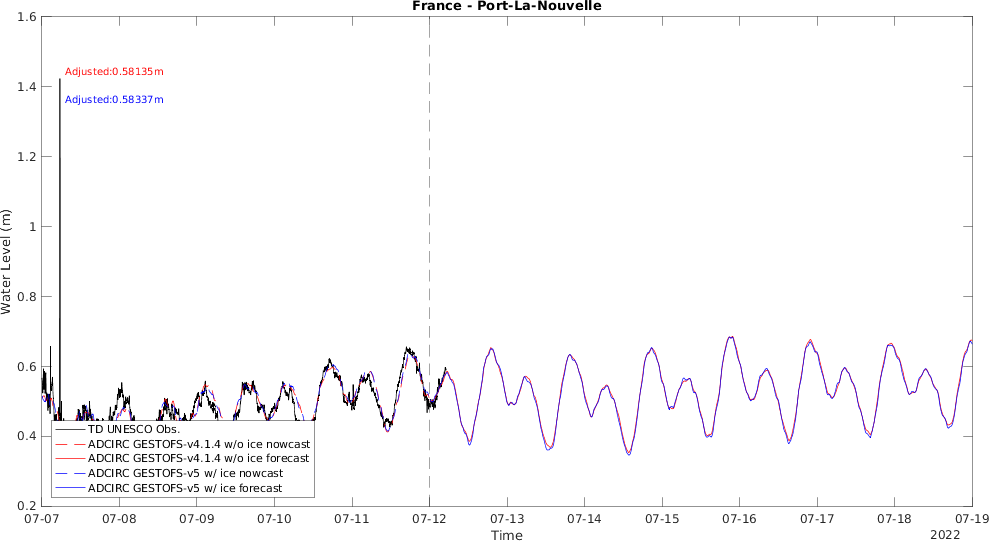 France - Port-La-Nouvelle
1.6
1.4
1.2
1
0.8
0.6
0.4
0.2
Water Level (m)
Adjusted:0.58135m
Adjusted:0.58337m
TD UNESCO Obs.
ADCIRC GESTOFS-v4.1.4 w/o ice nowcast
ADCIRC GESTOFS-v4.1.4 w/o ice forecast
ADCIRC GESTOFS-v5 w/ ice nowcast
ADCIRC GESTOFS-v5 w/ ice forecast
07-07 07-08 07-09 07-10 07-11 07-12 07-13 07-14 07-15 07-16 07-17 07-18 07-19
Time
2022